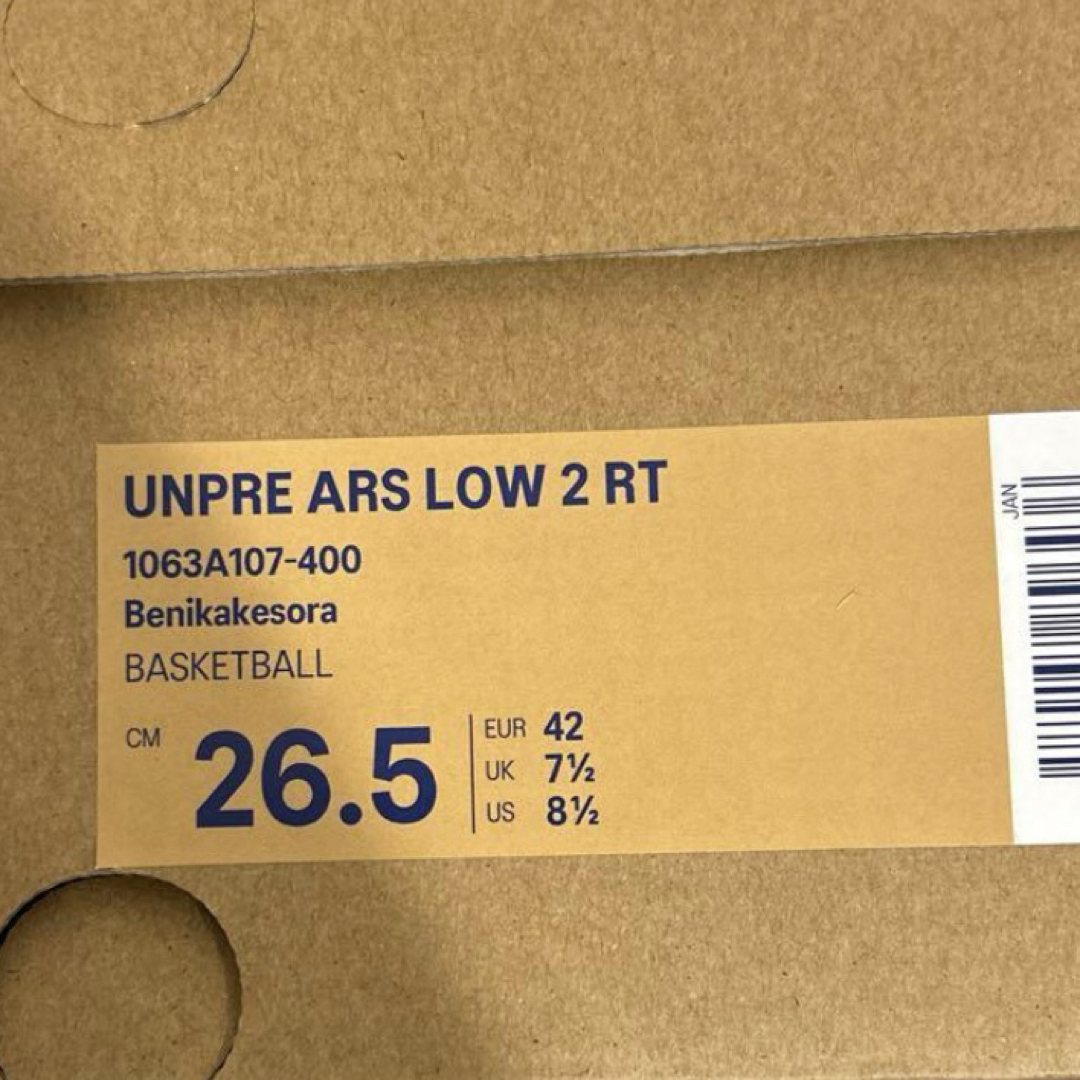 UNPRE ARS LOW 2 RT
1063A107-400
Benikakesora
BASKETBALL
CM 26.5
EUR 42
UK 7½
US 8½
JAN